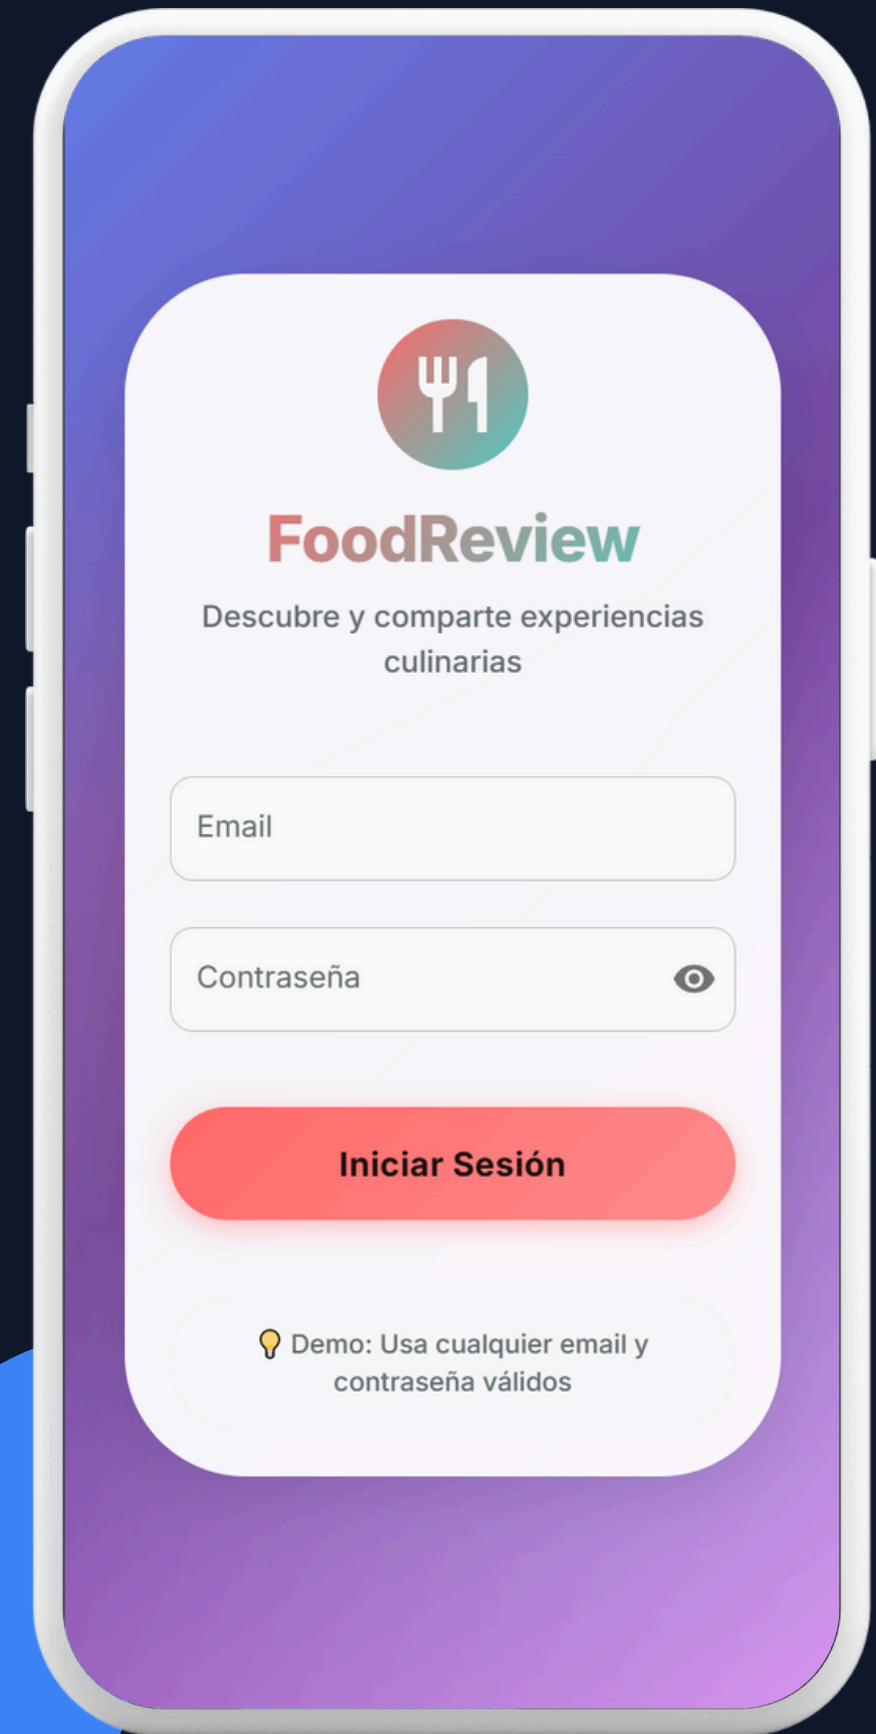 FoodReview
Descubre y comparte experiencias
culinarias
Email
Contraseña
Iniciar Sesión
💡 Demo: Usa cualquier email y
contraseña válidos